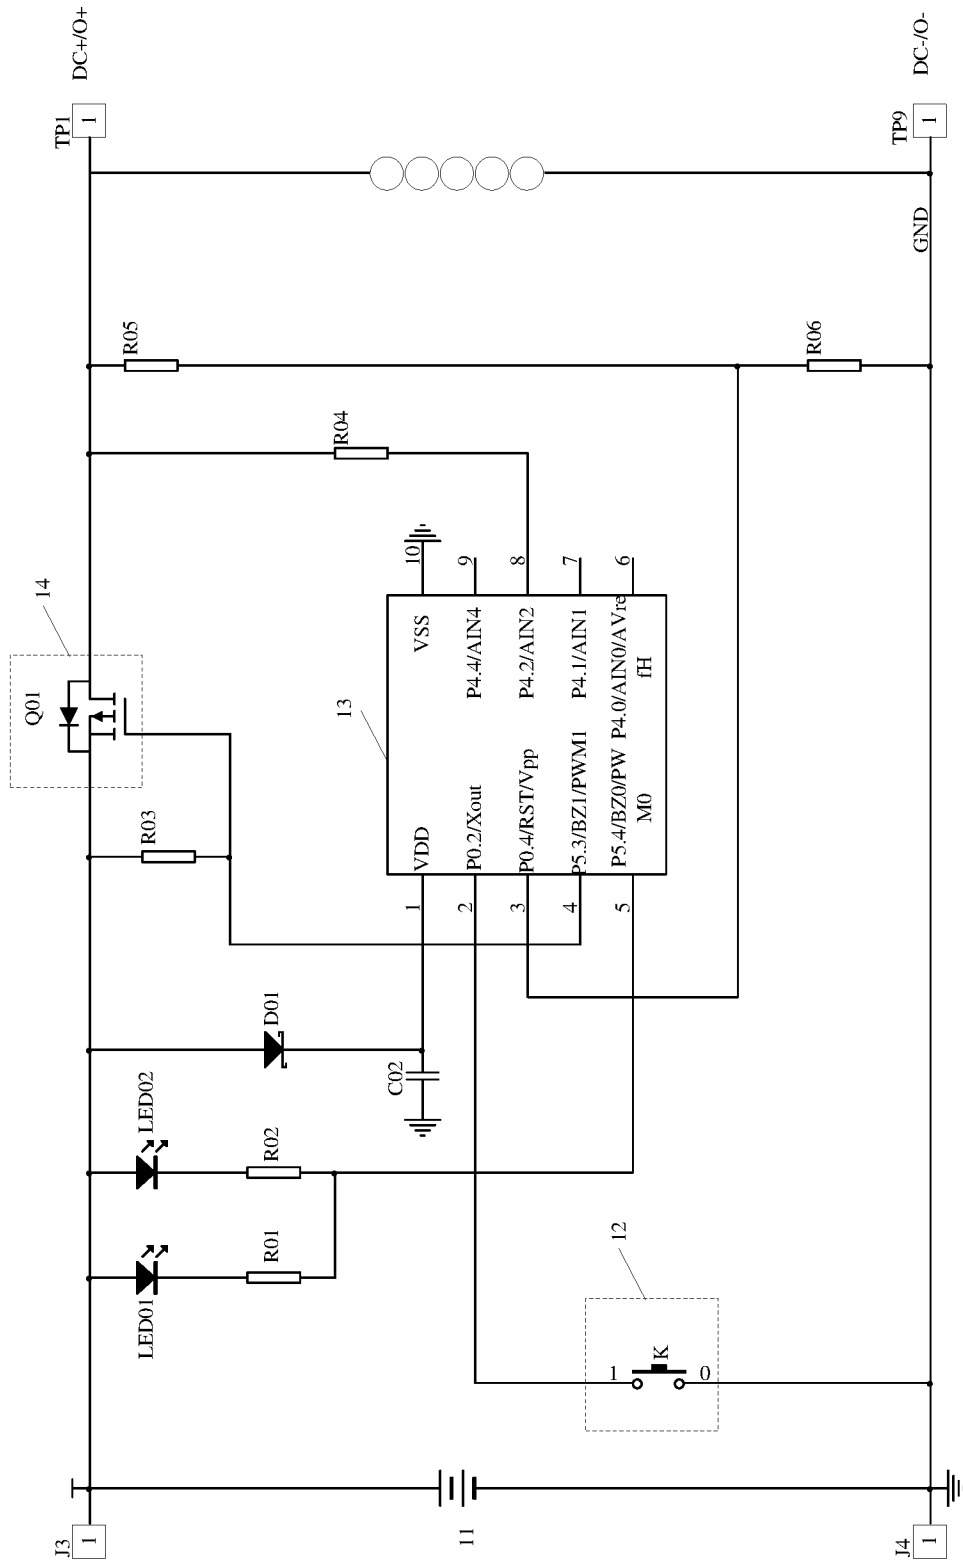 J3
1
11
J4
1
LED01
R01
LED02
R02
12
1
K
0
D01
C02
R03
Q01
14
13
1
VDD
2
P0.2/Xout
3
P0.4/RST/Vpp
4
P5.3/BZ1/PWM1
5
P5.4/BZ0/PW
M0
VSS
10
P4.4/AIN4
9
P4.2/AIN2
8
P4.1/AIN1
7
P4.0/AIN0/AVre
fH
6
R04
R05
R06
GND
TP1
1
DC+/O+
TP9
1
DC-/O-